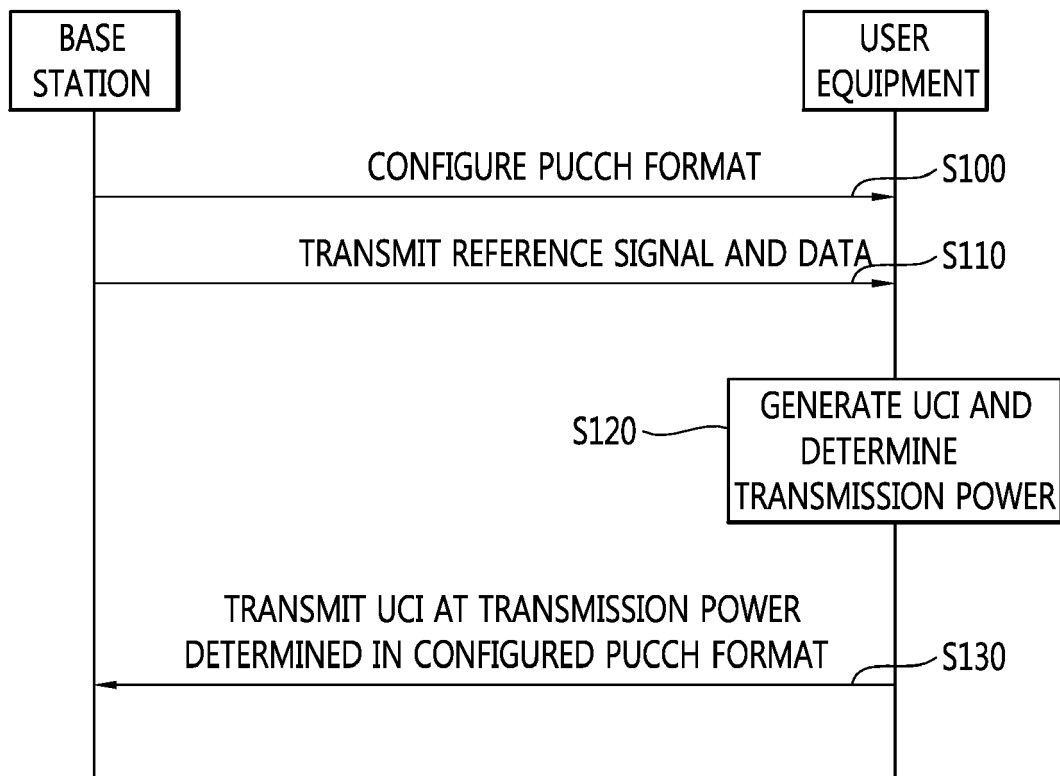 BASE
STATION
USER
EQUIPMENT
CONFIGURE PUCCH FORMAT
S100
TRANSMIT REFERENCE SIGNAL AND DATA
S110
GENERATE UCI AND
DETERMINE
TRANSMISSION POWER
S120
TRANSMIT UCI AT TRANSMISSION POWER
DETERMINED IN CONFIGURED PUCCH FORMAT
S130